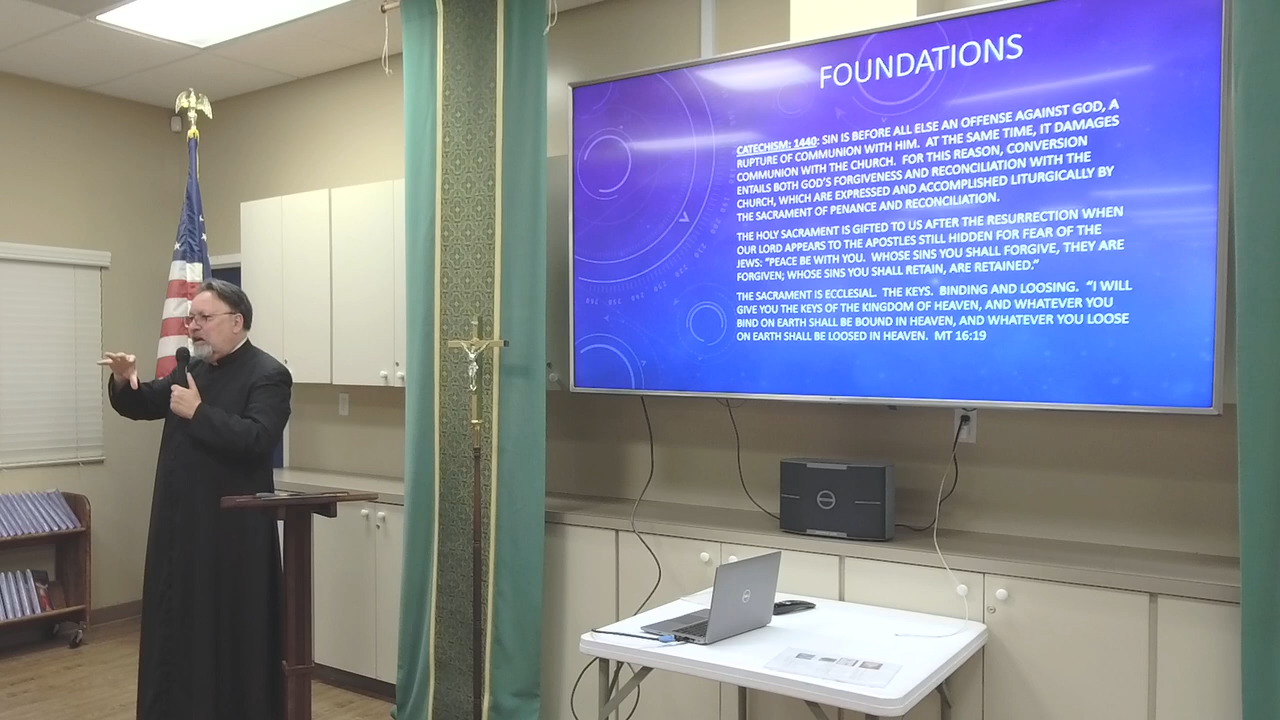 FOUNDATIONS
CATECHISM: 1440: SIN IS BEFORE ALL ELSE AN OFFENSE AGAINST GOD, A
RUPTURE OF COMMUNION WITH HIM. AT THE SAME TIME, IT DAMAGES
COMMUNION WITH THE CHURCH. FOR THIS REASON, CONVERSION
ENTAILS BOTH GOD'S FORGIVENESS AND RECONCILIATION WITH THE
CHURCH, WHICH ARE EXPRESSED AND ACCOMPLISHED LITURGICALLY BY
THE SACRAMENT OF PENANCE AND RECONCILIATION.
THE HOLY SACRAMENT IS GIFTED TO US AFTER THE RESURRECTION WHEN
OUR LORD APPEARS TO THE APOSTLES STILL HIDDEN FOR FEAR OF THE
JEWS: "PEACE BE WITH YOU. WHOSE SINS YOU SHALL FORGIVE, THEY ARE
FORGIVEN; WHOSE SINS YOU SHALL RETAIN, ARE RETAINED."
THE SACRAMENT IS ECCLESIAL. THE KEYS. BINDING AND LOOSING. "I WILL
GIVE YOU THE KEYS OF THE KINGDOM OF HEAVEN, AND WHATEVER YOU
BIND ON EARTH SHALL BE BOUND IN HEAVEN, AND WHATEVER YOU LOOSE
ON EARTH SHALL BE LOOSED IN HEAVEN. MT 16:19
DELL